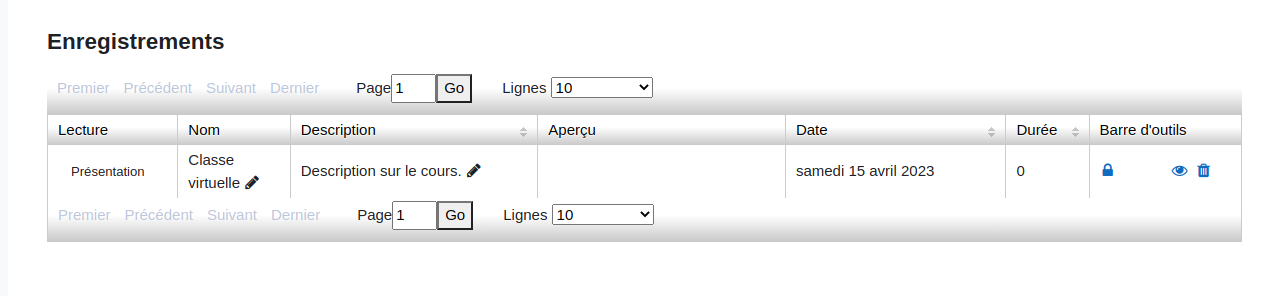 Enregistrements
Premier Précédent Suivant Dernier Page 1 Go Lignes 10
Lecture Nom Description Aperçu Date Durée Barre d'outils
Présentation Classe virtuelle Description sur le cours. samedi 15 avril 2023 0
Premier Précédent Suivant Dernier Page 1 Go Lignes 10